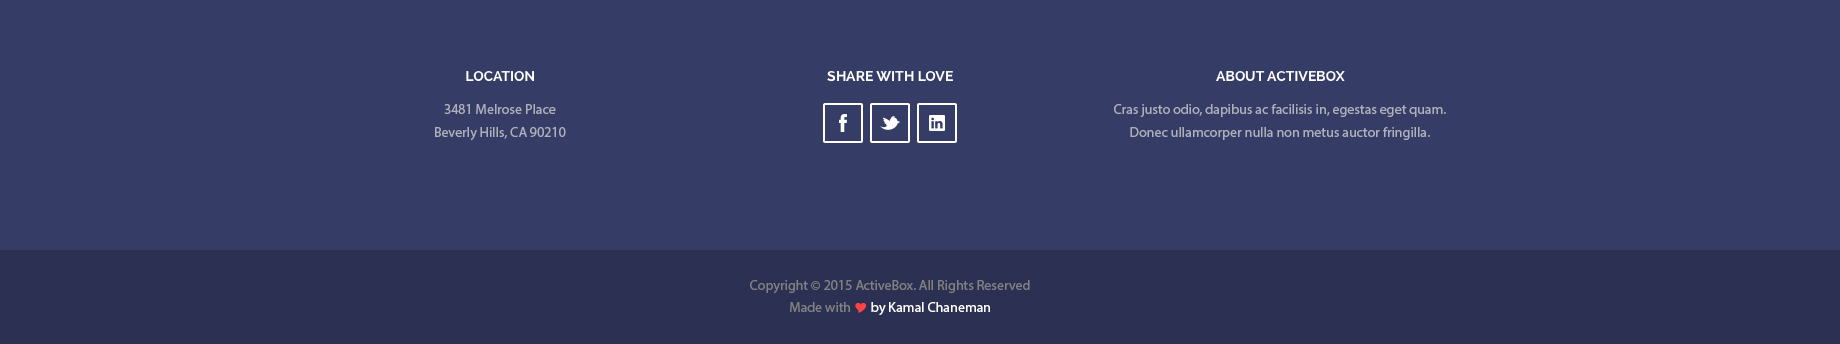 LOCATION
3481 Melrose Place
Beverly Hills, CA 90210
SHARE WITH LOVE
f
in
ABOUT ACTIVEBOX
Cras justo odio, dapibus ac facilisis in, egestas eget quam.
Donec ullamcorper nulla non metus auctor fringilla.
Copyright © 2015 ActiveBox. All Rights Reserved
Made with ❤ by Kamal Chaneman